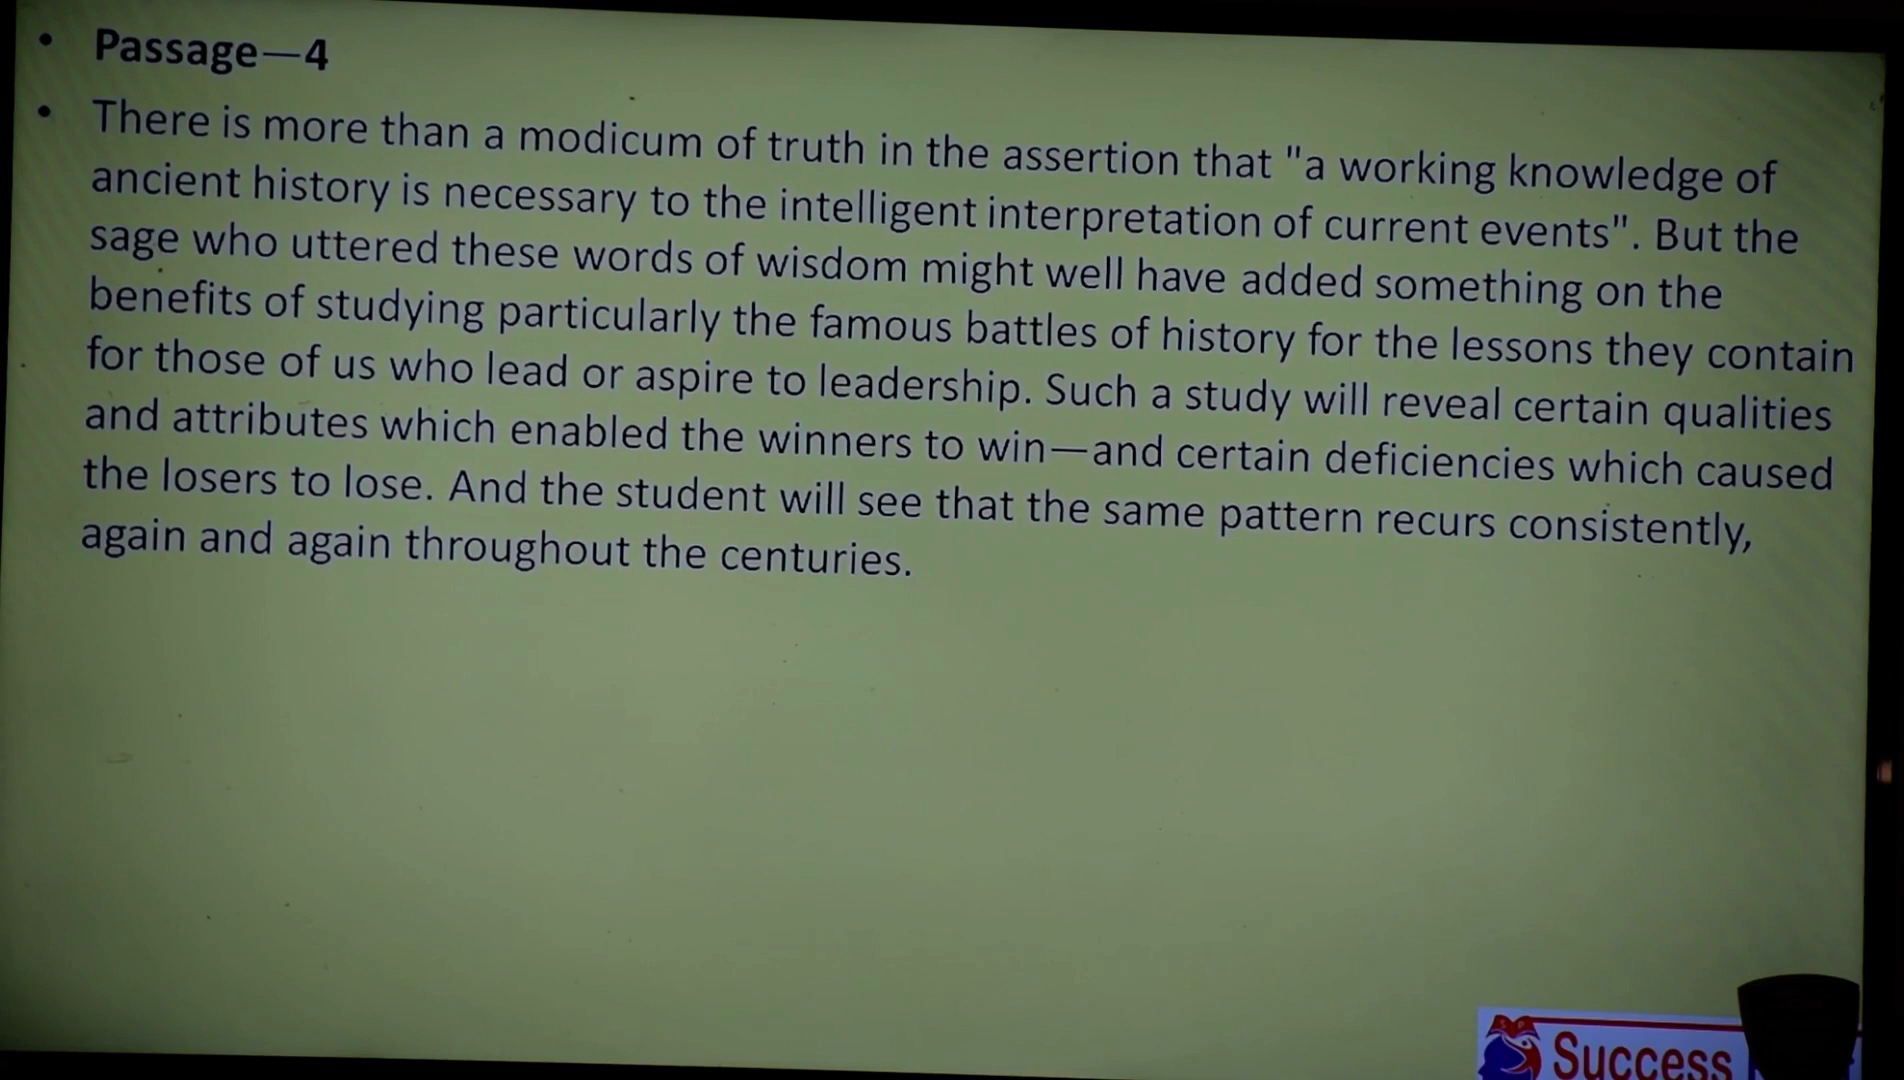 • Passage—4
• There is more than a modicum of truth in the assertion that "a working knowledge of
ancient history is necessary to the intelligent interpretation of current events". But the
sage who uttered these words of wisdom might well have added something on the
benefits of studying particularly the famous battles of history for the lessons they contain
for those of us who lead or aspire to leadership. Such a study will reveal certain qualities
and attributes which enabled the winners to win—and certain deficiencies which caused
the losers to lose. And the student will see that the same pattern recurs consistently,
again and again throughout the centuries.
Success